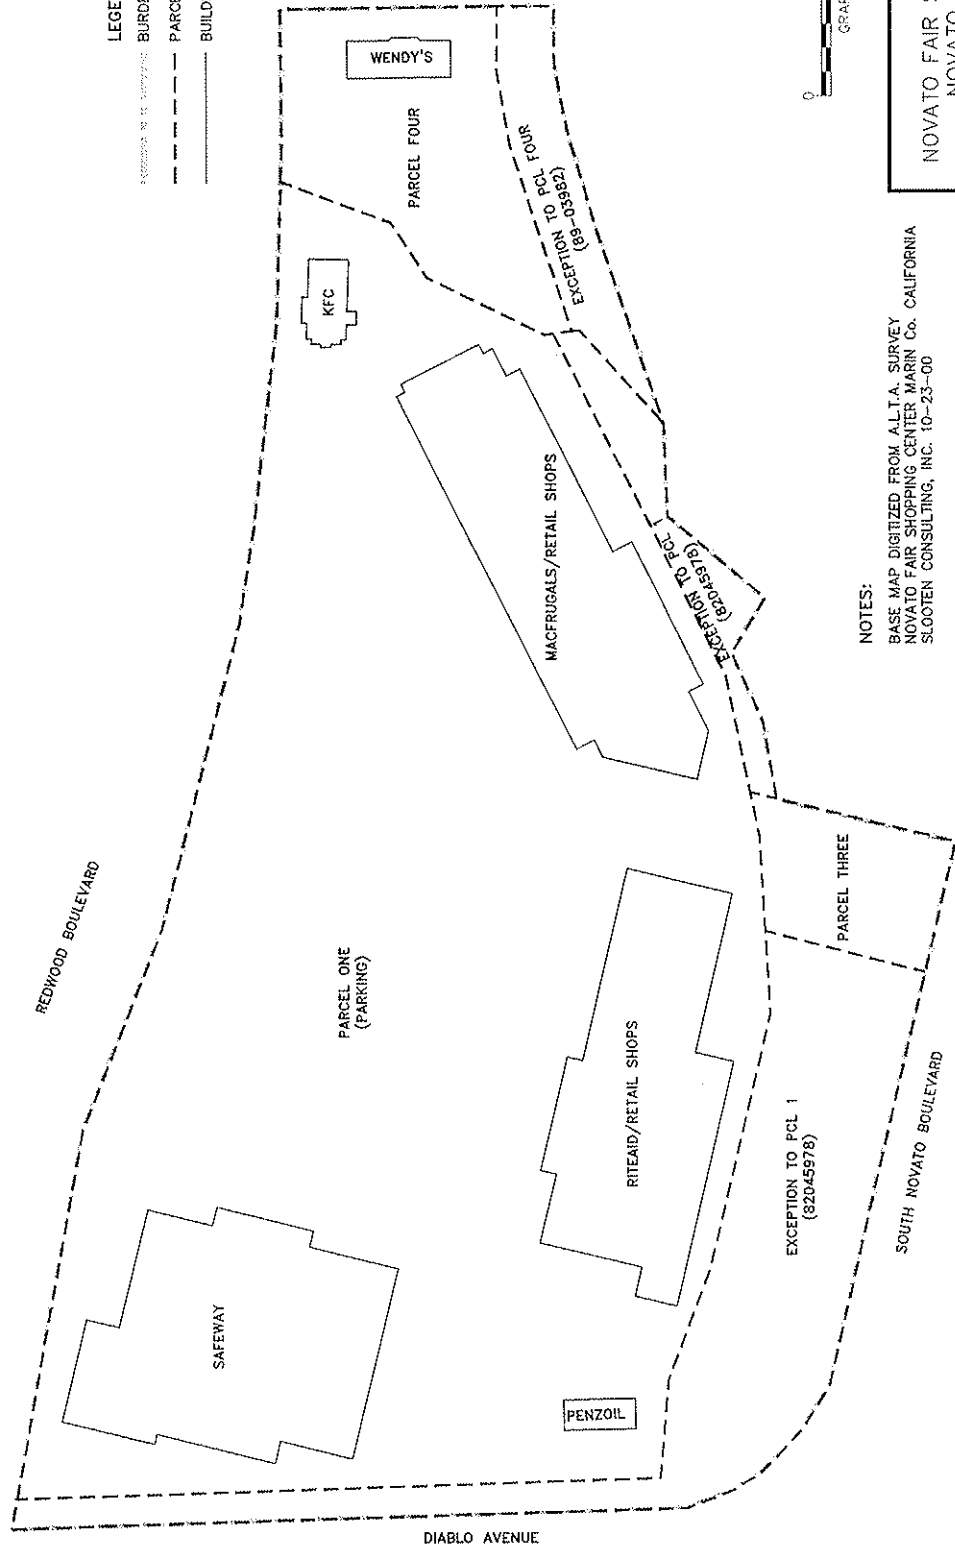 LEGE
BURDE
PARCE
BUILD
WENDY'S
PARCEL FOUR
EXCEPTION TO PCL FOUR
(89-03982)
KFC
MACFRUGALS/RETAIL SHOPS
EXCEPTION TO PCL
(82045978)
REDWOOD BOULEVARD
PARCEL ONE
(PARKING)
PARCEL THREE
RITEAID/RETAIL SHOPS
EXCEPTION TO PCL 1
(82045978)
SOUTH NOVATO BOULEVARD
SAFEWAY
PENZOIL
DIABLO AVENUE
0
GRAP
NOTES:
BASE MAP DIGITIZED FROM A.L.T.A. SURVEY
NOVATO FAIR SHOPPING CENTER MARIN Co. CALIFORNIA
SLOOTEN CONSULTING, INC. 10-23-00
NOVATO FAIR S
NOVATO